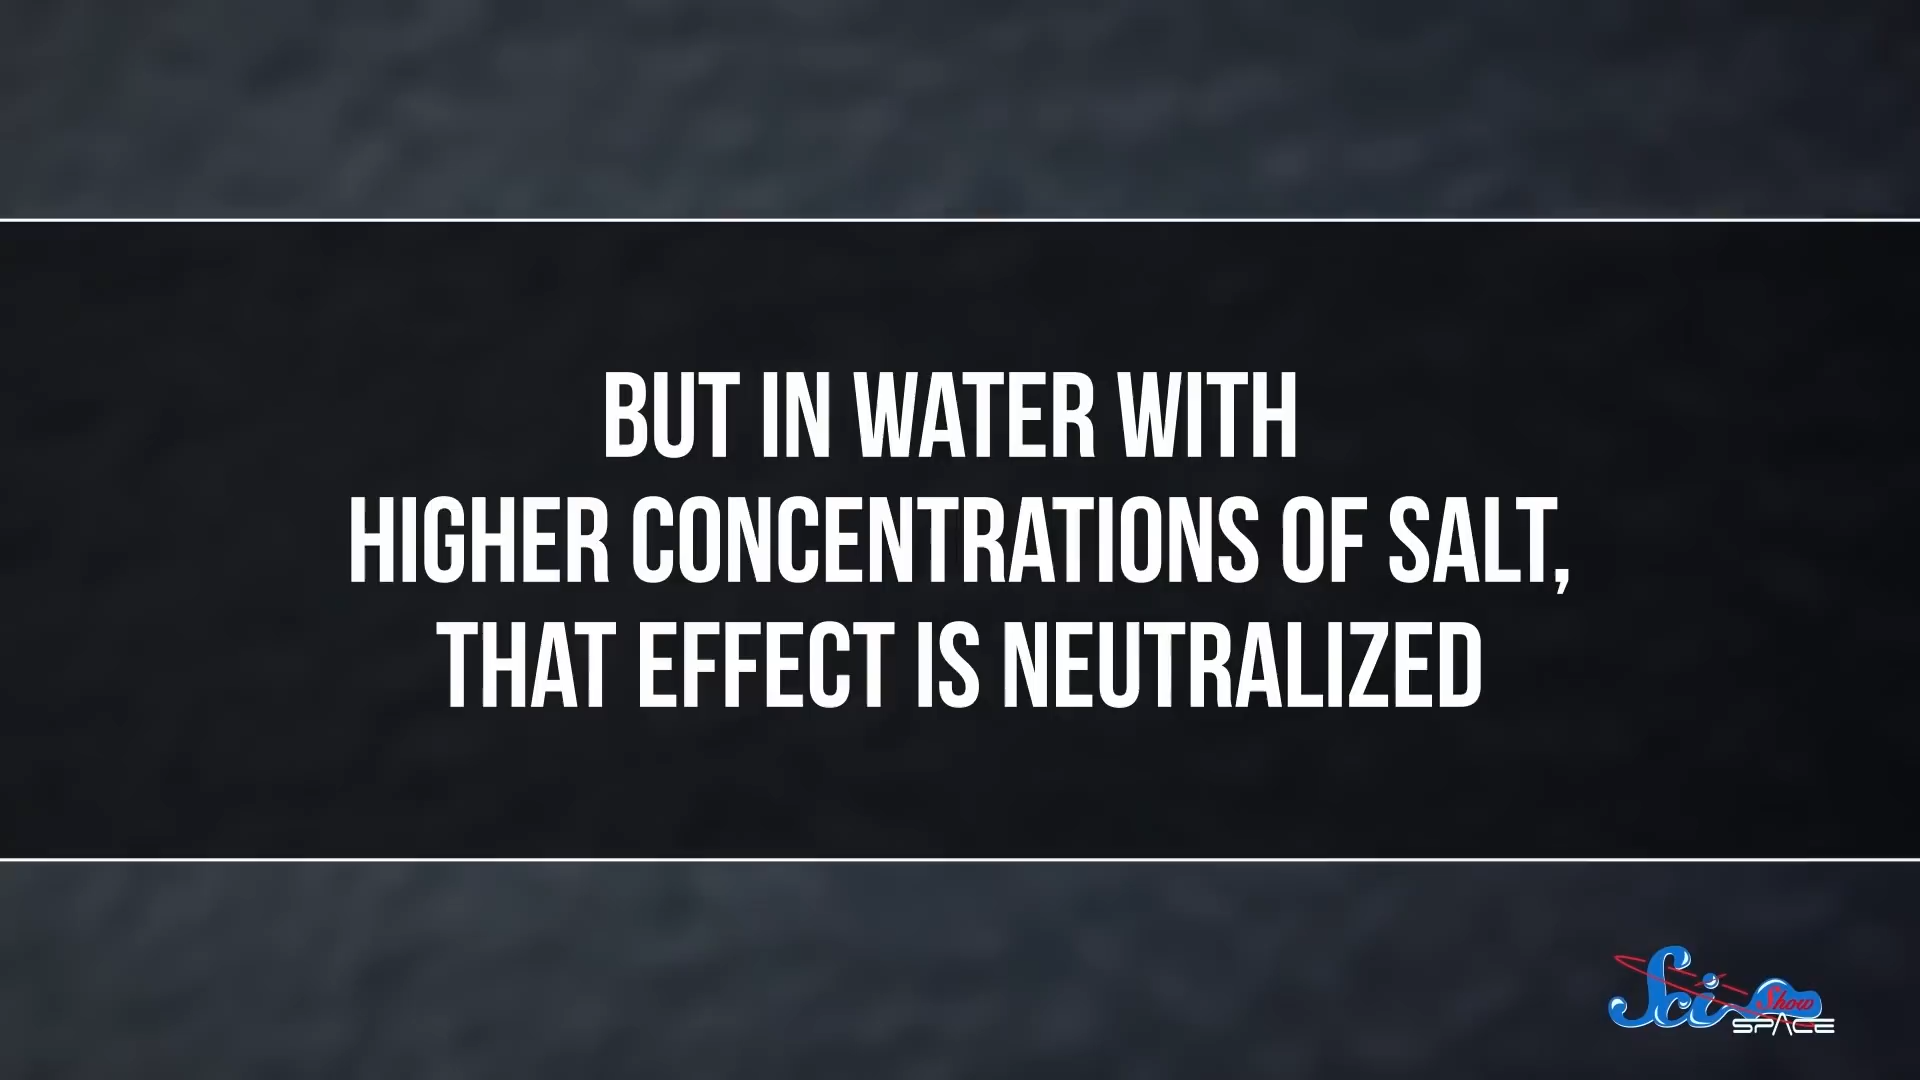 BUT IN WATER WITH
HIGHER CONCENTRATIONS OF SALT,
THAT EFFECT IS NEUTRALIZED
Sci Show
SPACE